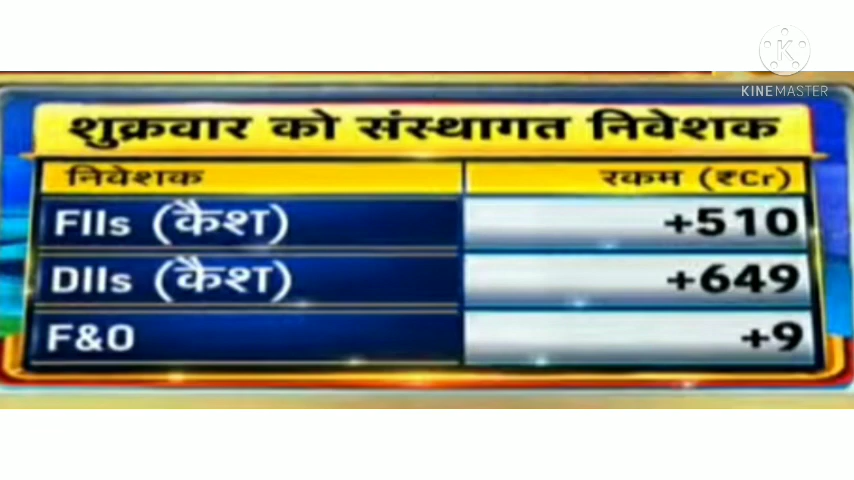 KINEMASTER
शुक्रवार को संस्थागत निवेशक
निवेशक रकम (₹Cr)
FIIs (कैश) +510
DIIs (कैश) +649
F&O +9